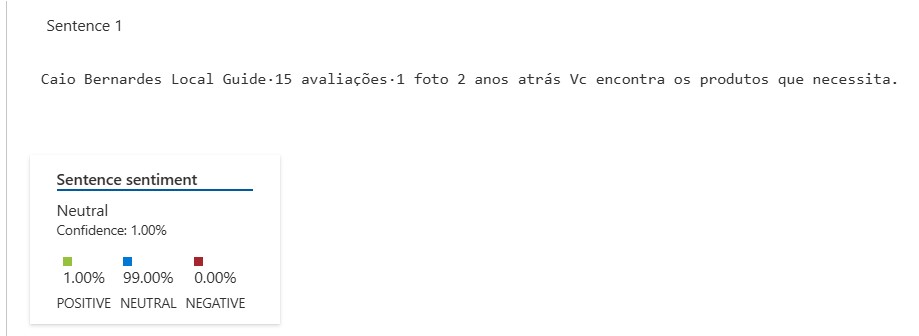 Sentence 1
Caio Bernardes Local Guide·15 avaliações·1 foto 2 anos atrás Vc encontra os produtos que necessita.
Sentence sentiment
Neutral
Confidence: 1.00%
1.00% 99.00% 0.00%
POSITIVE NEUTRAL NEGATIVE